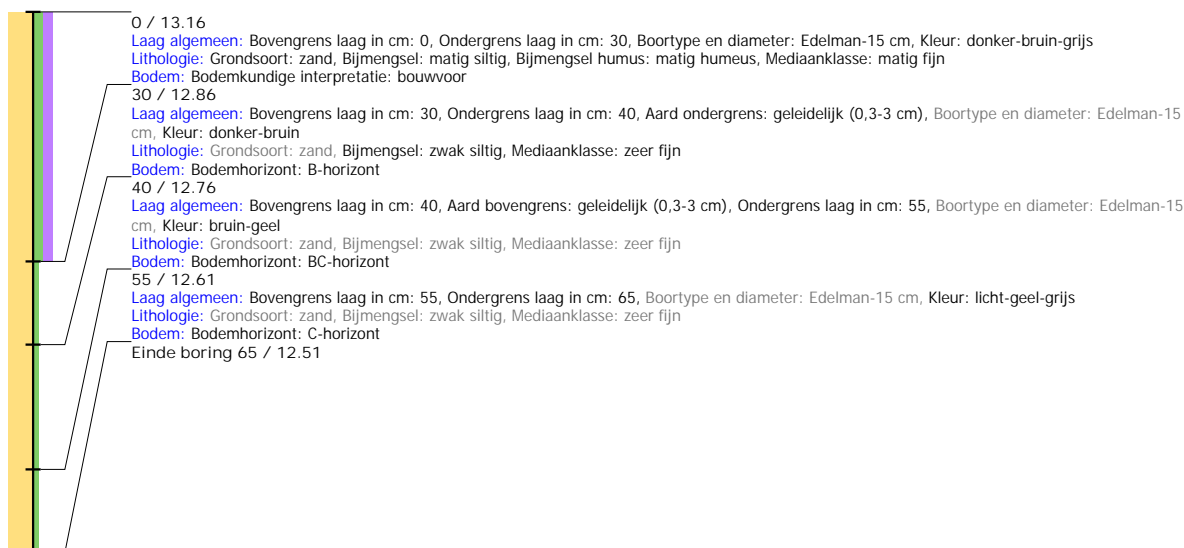 0 / 13.16
Laag algemeen: Bovengrens laag in cm: 0, Ondergrens laag in cm: 30, Boortype en diameter: Edelman-15 cm, Kleur: donker-bruin-grijs
Lithologie: Grondsoort: zand, Bijmengsel: matig siltig, Bijmengsel humus: matig humeus, Mediaanklasse: matig fijn
Bodem: Bodemkundige interpretatie: bouwvoor
30 / 12.86
Laag algemeen: Bovengrens laag in cm: 30, Ondergrens laag in cm: 40, Aard ondergrens: geleidelijk (0,3-3 cm), Boortype en diameter: Edelman-15
cm, Kleur: donker-bruin
Lithologie: Grondsoort: zand, Bijmengsel: zwak siltig, Mediaanklasse: zeer fijn
Bodem: Bodemhorizont: B-horizont
40 / 12.76
Laag algemeen: Bovengrens laag in cm: 40, Aard bovengrens: geleidelijk (0,3-3 cm), Ondergrens laag in cm: 55, Boortype en diameter: Edelman-15
cm, Kleur: bruin-geel
Lithologie: Grondsoort: zand, Bijmengsel: zwak siltig, Mediaanklasse: zeer fijn
Bodem: Bodemhorizont: BC-horizont
55 / 12.61
Laag algemeen: Bovengrens laag in cm: 55, Ondergrens laag in cm: 65, Boortype en diameter: Edelman-15 cm, Kleur: licht-geel-grijs
Lithologie: Grondsoort: zand, Bijmengsel: zwak siltig, Mediaanklasse: zeer fijn
Bodem: Bodemhorizont: C-horizont
Einde boring 65 / 12.51